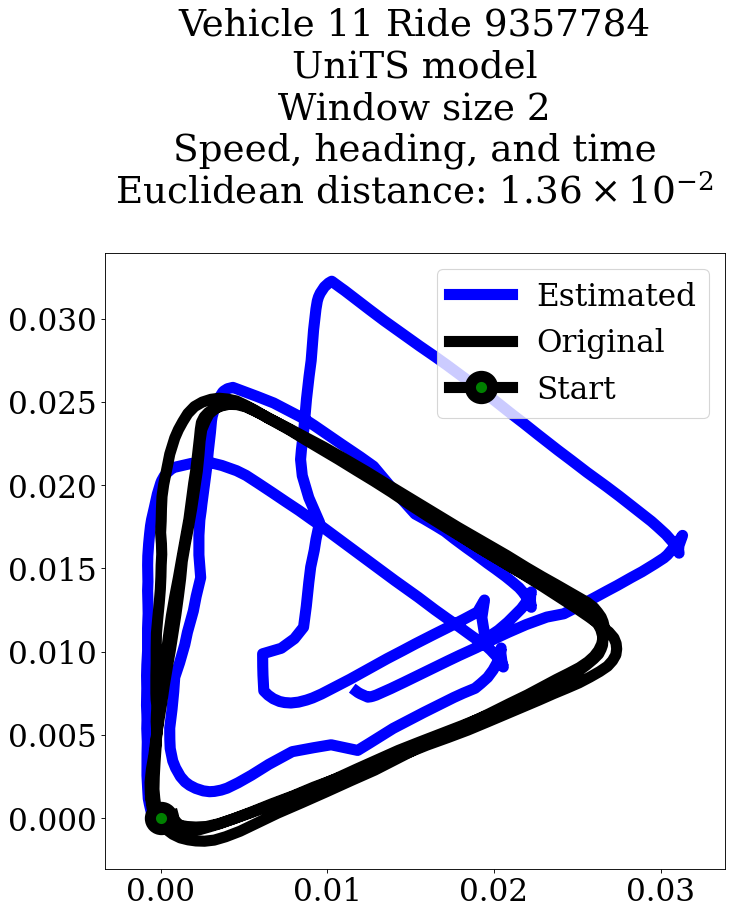 Vehicle 11 Ride 9357784
UniTS model
Window size 2
Speed, heading, and time
Euclidean distance: 1.36 × 10⁻²
Estimated
Original
Start
0.030
0.025
0.020
0.015
0.010
0.005
0.000
0.00 0.01 0.02 0.03